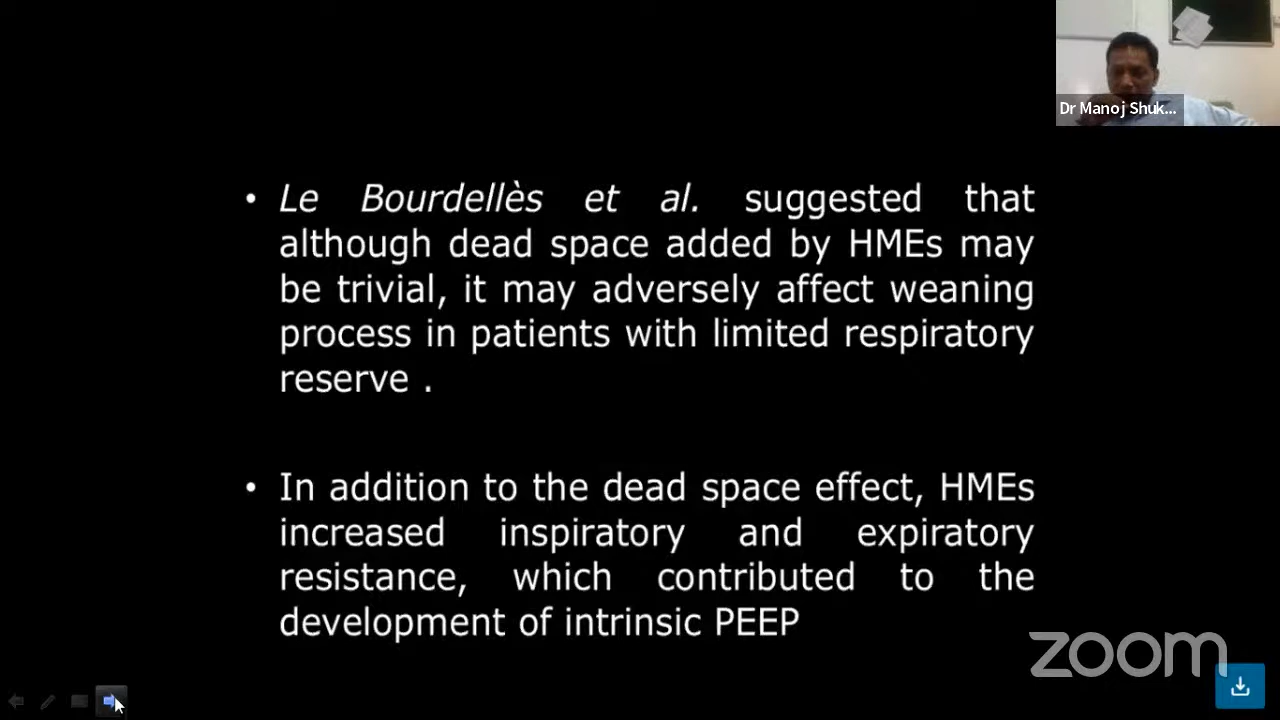 Dr Manoj Shuk...
• Le Bourdellès et al. suggested that
although dead space added by HMEs may
be trivial, it may adversely affect weaning
process in patients with limited respiratory
reserve .
• In addition to the dead space effect, HMEs
increased inspiratory and expiratory
resistance, which contributed to the
development of intrinsic PEEP
zoom